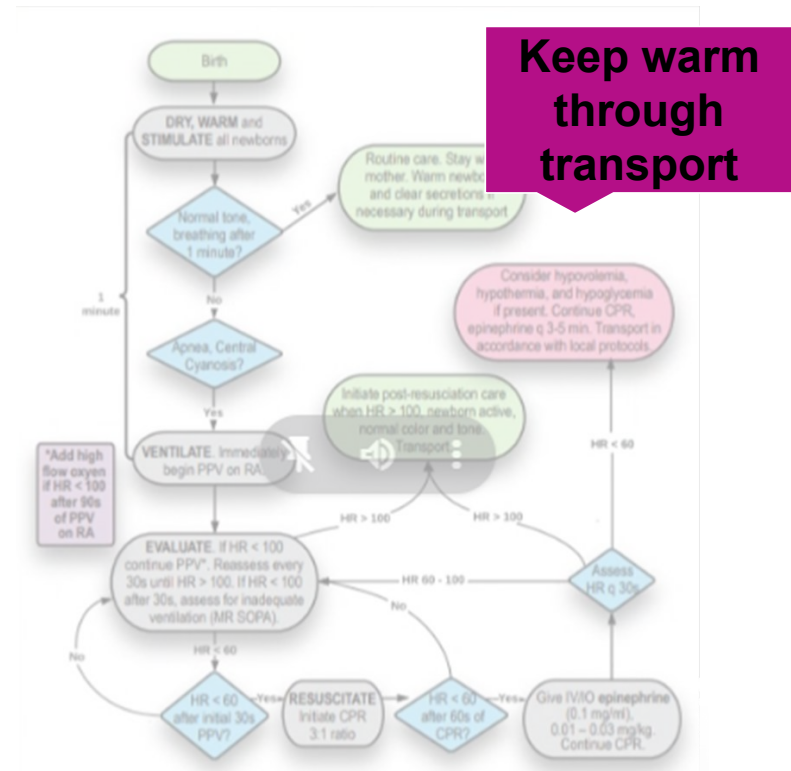 Keep warm
through
transport
Birth
DRY, WARM and
STIMULATE all newborns
Routine care. Stay
mother. Warm
and clear secretions
necessary during transport
Normal tone,
breathing after
1 minute?
Yes
No
1
minute
Apnea, Central
Cyanosis?
Yes
Consider hypovolemia,
hypothermia, and hypoglycemia
if present. Continue CPR,
epinephrine q 3-5 min. Transport in
accordance with local protocols.
Initiate post-resusciation care
when HR > 100, newborn active,
normal color and tone.
Transport
VENTILATE. Immediately
begin PPV on RA.
*Add high
flow oxyen
if HR < 100
after 90s
of PPV
on RA
HR < 60
HR > 100
HR > 100
EVALUATE. If HR < 100
continue PPV*. Reassess every
30s until HR > 100. If HR < 100
after 30s, assess for inadequate
ventilation (MR SOPA).
HR 60 - 100
Assess
HR q 30s
No
No
HR < 60
HR < 60
after initial 30s
PPV?
Yes
RESUSCITATE
Initiate CPR
3:1 ratio
HR < 60
after 60s of
CPR?
Yes
Give IV/IO epinephrine
(0.1 mg/ml),
0.01 – 0.03 mg/kg.
Continue CPR.